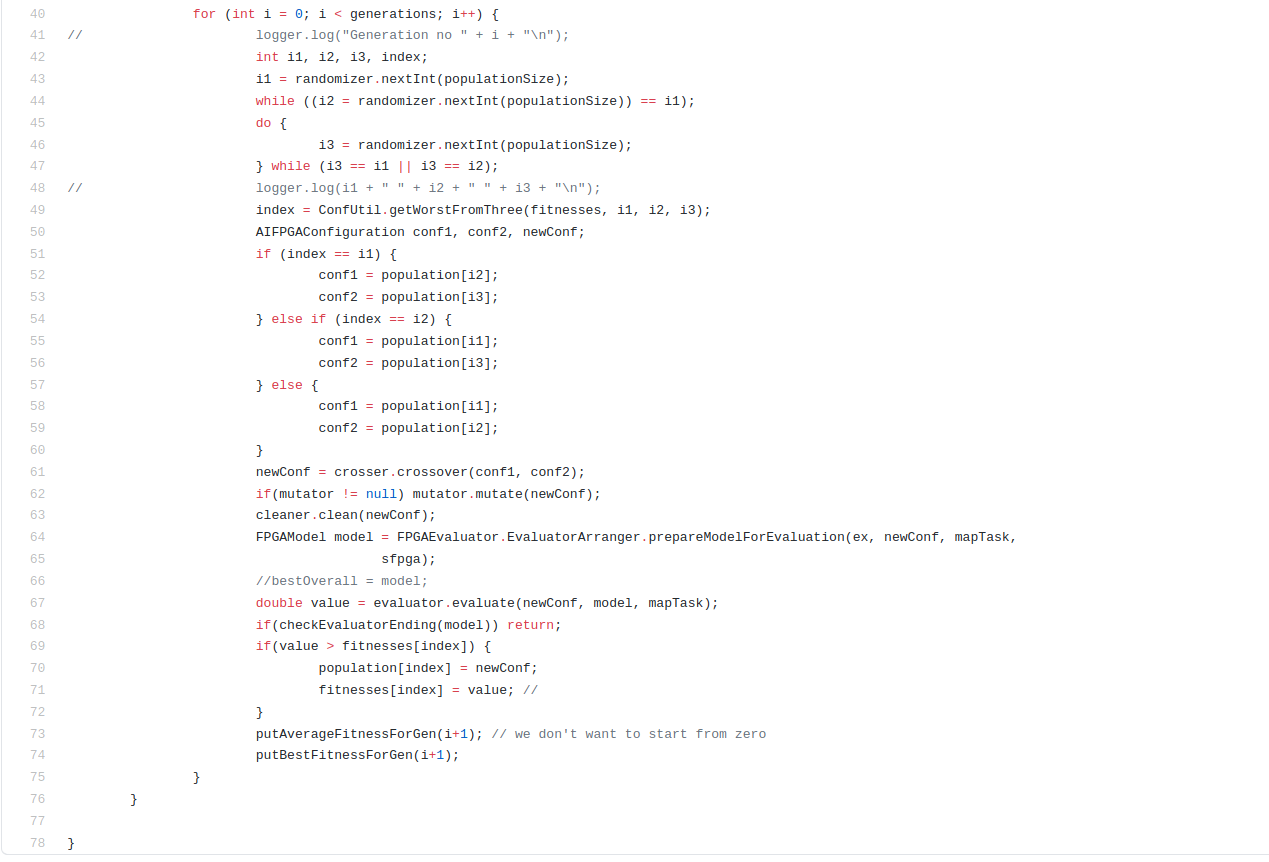 40 for (int i = 0; i < generations; i++) {
41 // logger.log("Generation no " + i + "\n");
42 int i1, i2, i3, index;
43 i1 = randomizer.nextInt(populationSize);
44 while ((i2 = randomizer.nextInt(populationSize)) == i1);
45 do {
46 i3 = randomizer.nextInt(populationSize);
47 } while (i3 == i1 || i3 == i2);
48 // logger.log(i1 + " " + i2 + " " + i3 + "\n");
49 index = ConfUtil.getWorstFromThree(fitnesses, i1, i2, i3);
50 AIFPGAConfiguration conf1, conf2, newConf;
51 if (index == i1) {
52 conf1 = population[i2];
53 conf2 = population[i3];
54 } else if (index == i2) {
55 conf1 = population[i1];
56 conf2 = population[i3];
57 } else {
58 conf1 = population[i1];
59 conf2 = population[i2];
60 }
61 newConf = crosser.crossover(conf1, conf2);
62 if(mutator != null) mutator.mutate(newConf);
63 cleaner.clean(newConf);
64 FPGAModel model = FPGAEvaluator.EvaluatorArranger.prepareModelForEvaluation(ex, newConf, mapTask,
65 sfpga);
66 //bestOverall = model;
67 double value = evaluator.evaluate(newConf, model, mapTask);
68 if(checkEvaluatorEnding(model)) return;
69 if(value > fitnesses[index]) {
70 population[index] = newConf;
71 fitnesses[index] = value; //
72 }
73 putAverageFitnessForGen(i+1); // we don't want to start from zero
74 putBestFitnessForGen(i+1);
75 }
76 }
77
78 }